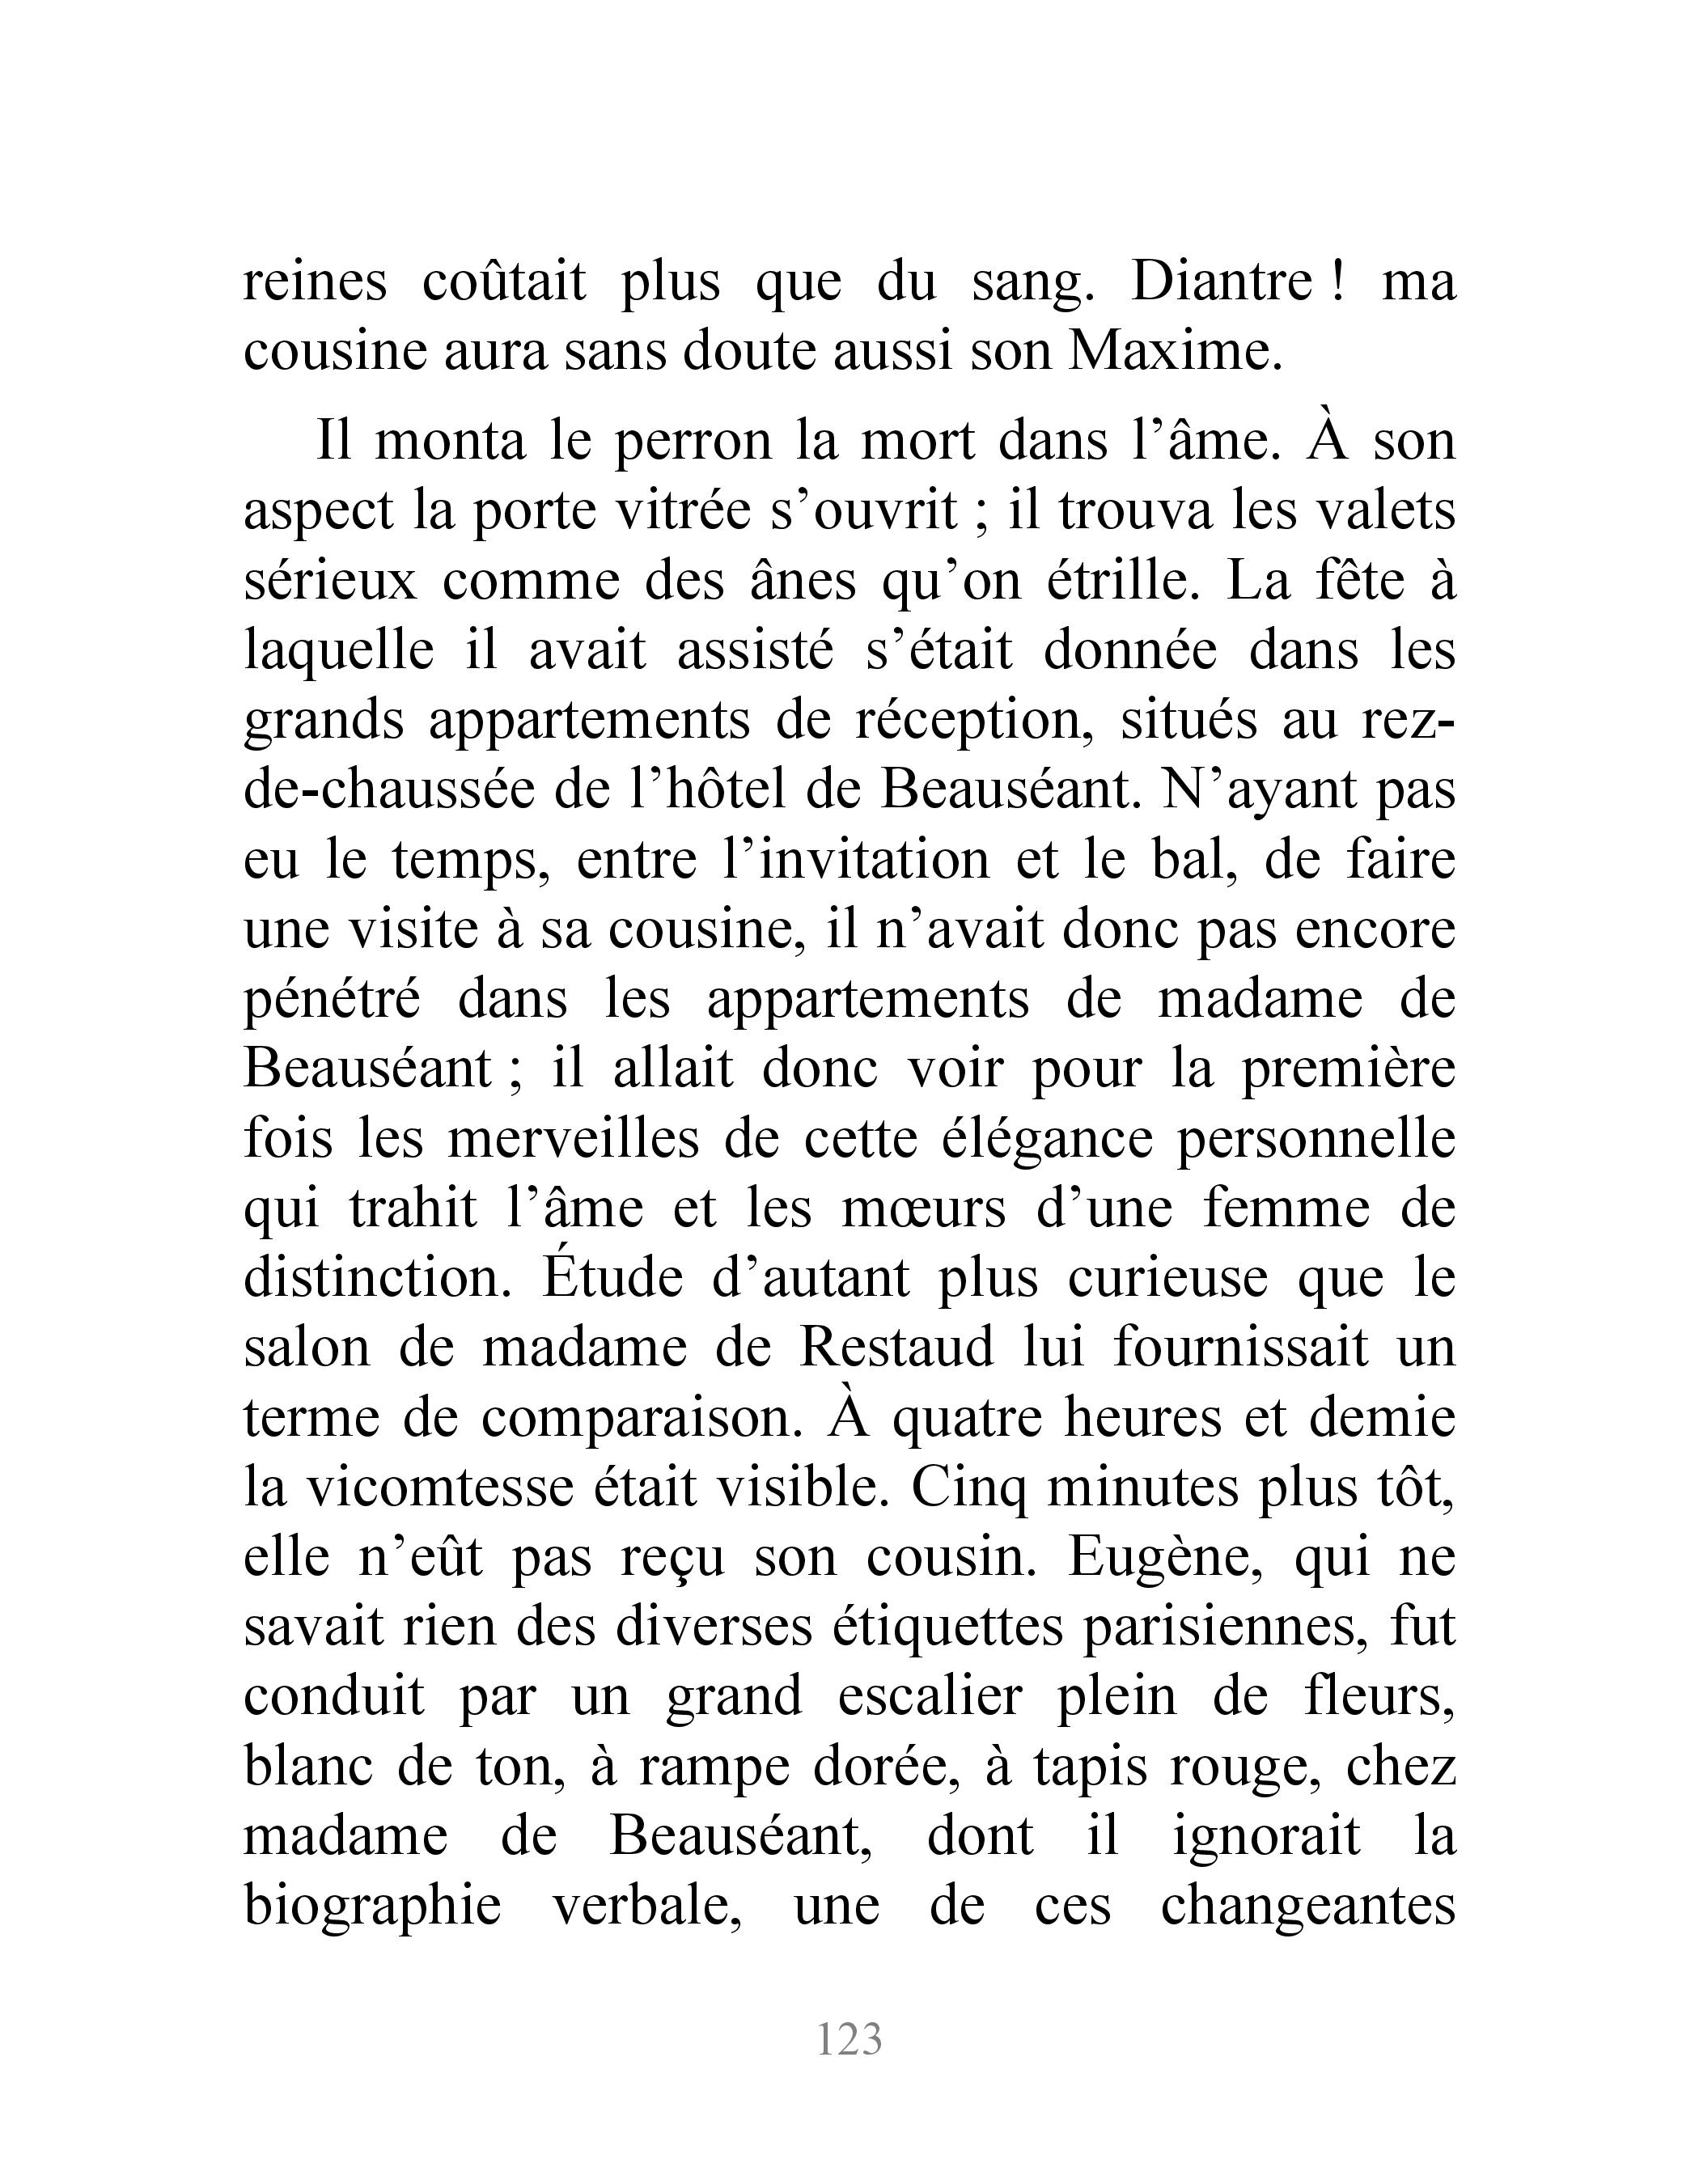 reines coûtait plus que du sang. Diantre ! ma
cousine aura sans doute aussi son Maxime.
Il monta le perron la mort dans l’âme. À son
aspect la porte vitrée s’ouvrit ; il trouva les valets
sérieux comme des ânes qu’on étrille. La fête à
laquelle il avait assisté s’était donnée dans les
grands appartements de réception, situés au rez-
de-chaussée de l’hôtel de Beauséant. N’ayant pas
eu le temps, entre l’invitation et le bal, de faire
une visite à sa cousine, il n’avait donc pas encore
pénétré dans les appartements de madame de
Beauséant ; il allait donc voir pour la première
fois les merveilles de cette élégance personnelle
qui trahit l’âme et les mœurs d’une femme de
distinction. Étude d’autant plus curieuse que le
salon de madame de Restaud lui fournissait un
terme de comparaison. À quatre heures et demie
la vicomtesse était visible. Cinq minutes plus tôt,
elle n’eût pas reçu son cousin. Eugène, qui ne
savait rien des diverses étiquettes parisiennes, fut
conduit par un grand escalier plein de fleurs,
blanc de ton, à rampe dorée, à tapis rouge, chez
madame de Beauséant, dont il ignorait la
biographie verbale, une de ces changeantes
123